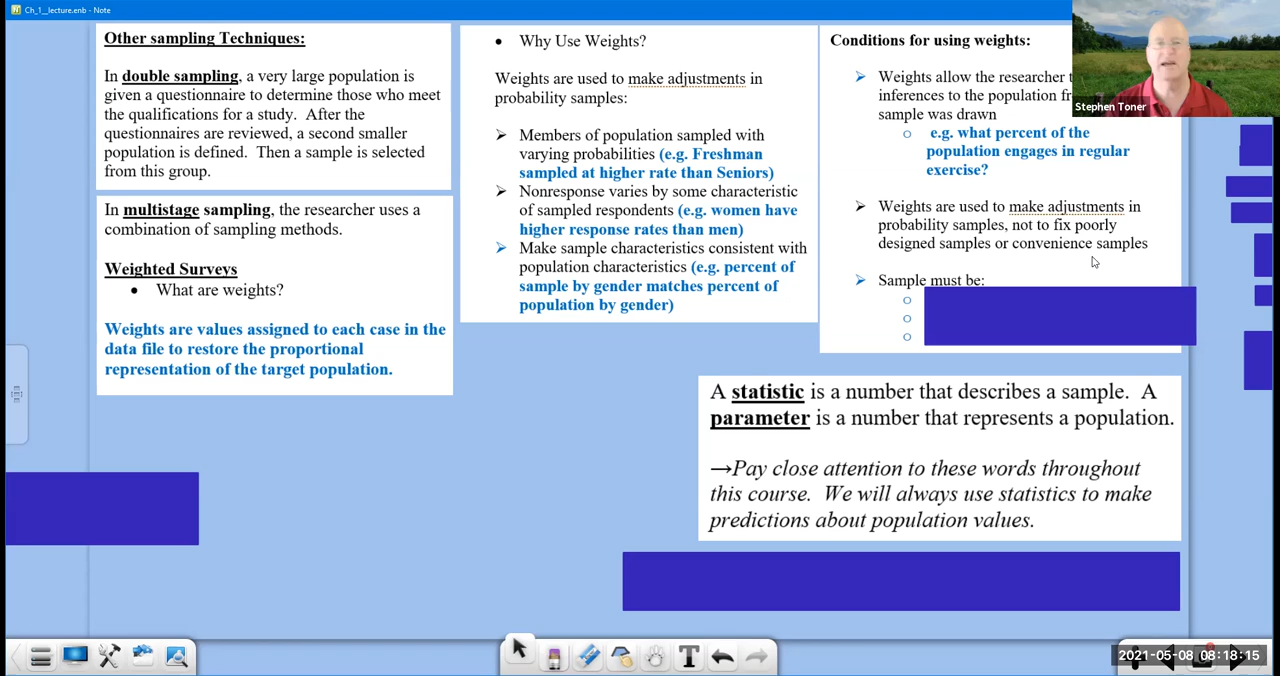 Ch_1_lecture.enb - Note
Other sampling Techniques:
In double sampling, a very large population is
given a questionnaire to determine those who meet
the qualifications for a study. After the
questionnaires are reviewed, a second smaller
population is defined. Then a sample is selected
from this group.
In multistage sampling, the researcher uses a
combination of sampling methods.
Weighted Surveys
• What are weights?
Weights are values assigned to each case in the
data file to restore the proportional
representation of the target population.
• Why Use Weights?
Weights are used to make adjustments in
probability samples:
Members of population sampled with
varying probabilities (e.g. Freshman
sampled at higher rate than Seniors)
Nonresponse varies by some characteristic
of sampled respondents (e.g. women have
higher response rates than men)
Make sample characteristics consistent with
population characteristics (e.g. percent of
sample by gender matches percent of
population by gender)
Conditions for using weights:
Weights allow the researcher
inferences to the population
sample was drawn
e.g. what percent of the
population engages in regular
exercise?
Weights are used to make adjustments in
probability samples, not to fix poorly
designed samples or convenience samples
Sample must be:
Stephen Toner
A statistic is a number that describes a sample. A
parameter is a number that represents a population.
→Pay close attention to these words throughout
this course. We will always use statistics to make
predictions about population values.
T
2021-05-08 08:18:15